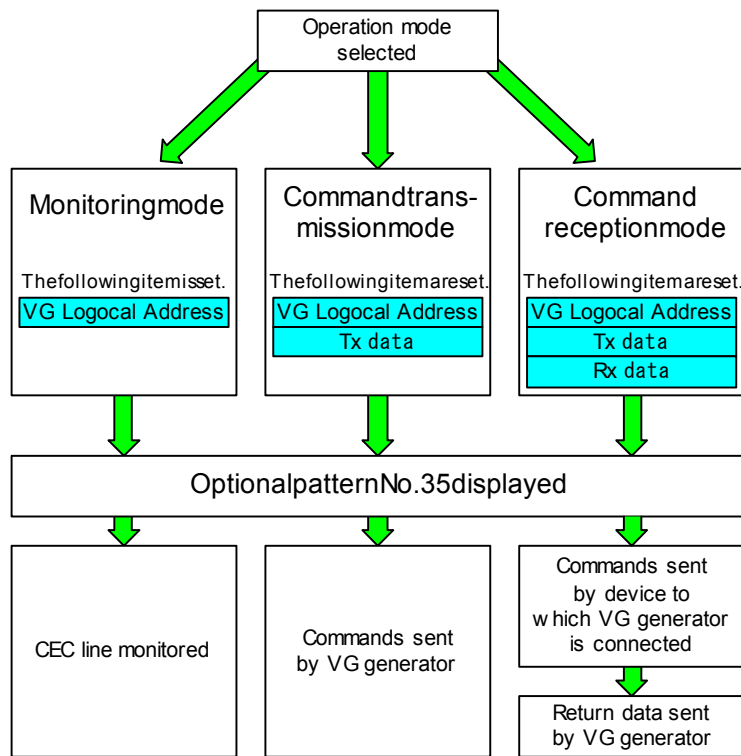 Operation mode
selected
Monitoringmode
Thefollowingitemisset.
VG Logocal Address
Commandtrans-
missionmode
Thefollowingitemareset.
VG Logocal Address
Tx data
Command
receptionmode
Thefollowingitemareset.
VG Logocal Address
Tx data
Rx data
OptionalpatternNo.35displayed
CEC line monitored
Commands sent
by VG generator
Commands sent
by device to
which VG generator
is connected
Return data sent
by VG generator